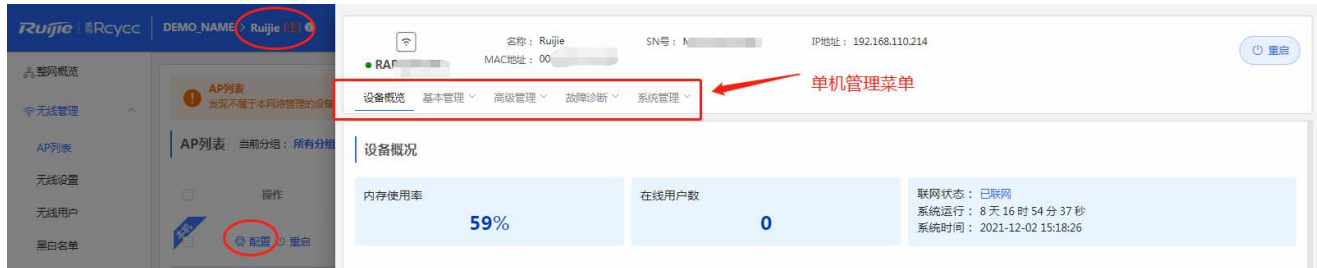 Ruijie Rcycc DEMO_NAME > Ruijie [主]
整网概览
无线管理
AP列表
无线设置
无线用户
黑白名单
AP列表
发现不属于本网络管理的设备
AP列表 当前分组：所有分组
操作
本机
配置 重启
名称： Ruijie SN号： IP地址： 192.168.110.214
RAP MAC地址： 00
重启
设备概览 基本管理 高级管理 故障诊断 系统管理
单机管理菜单
设备概况
内存使用率
59%
在线用户数
0
联网状态： 已联网
系统运行： 8 天 16 时 54 分 37 秒
系统时间： 2021-12-02 15:18:26